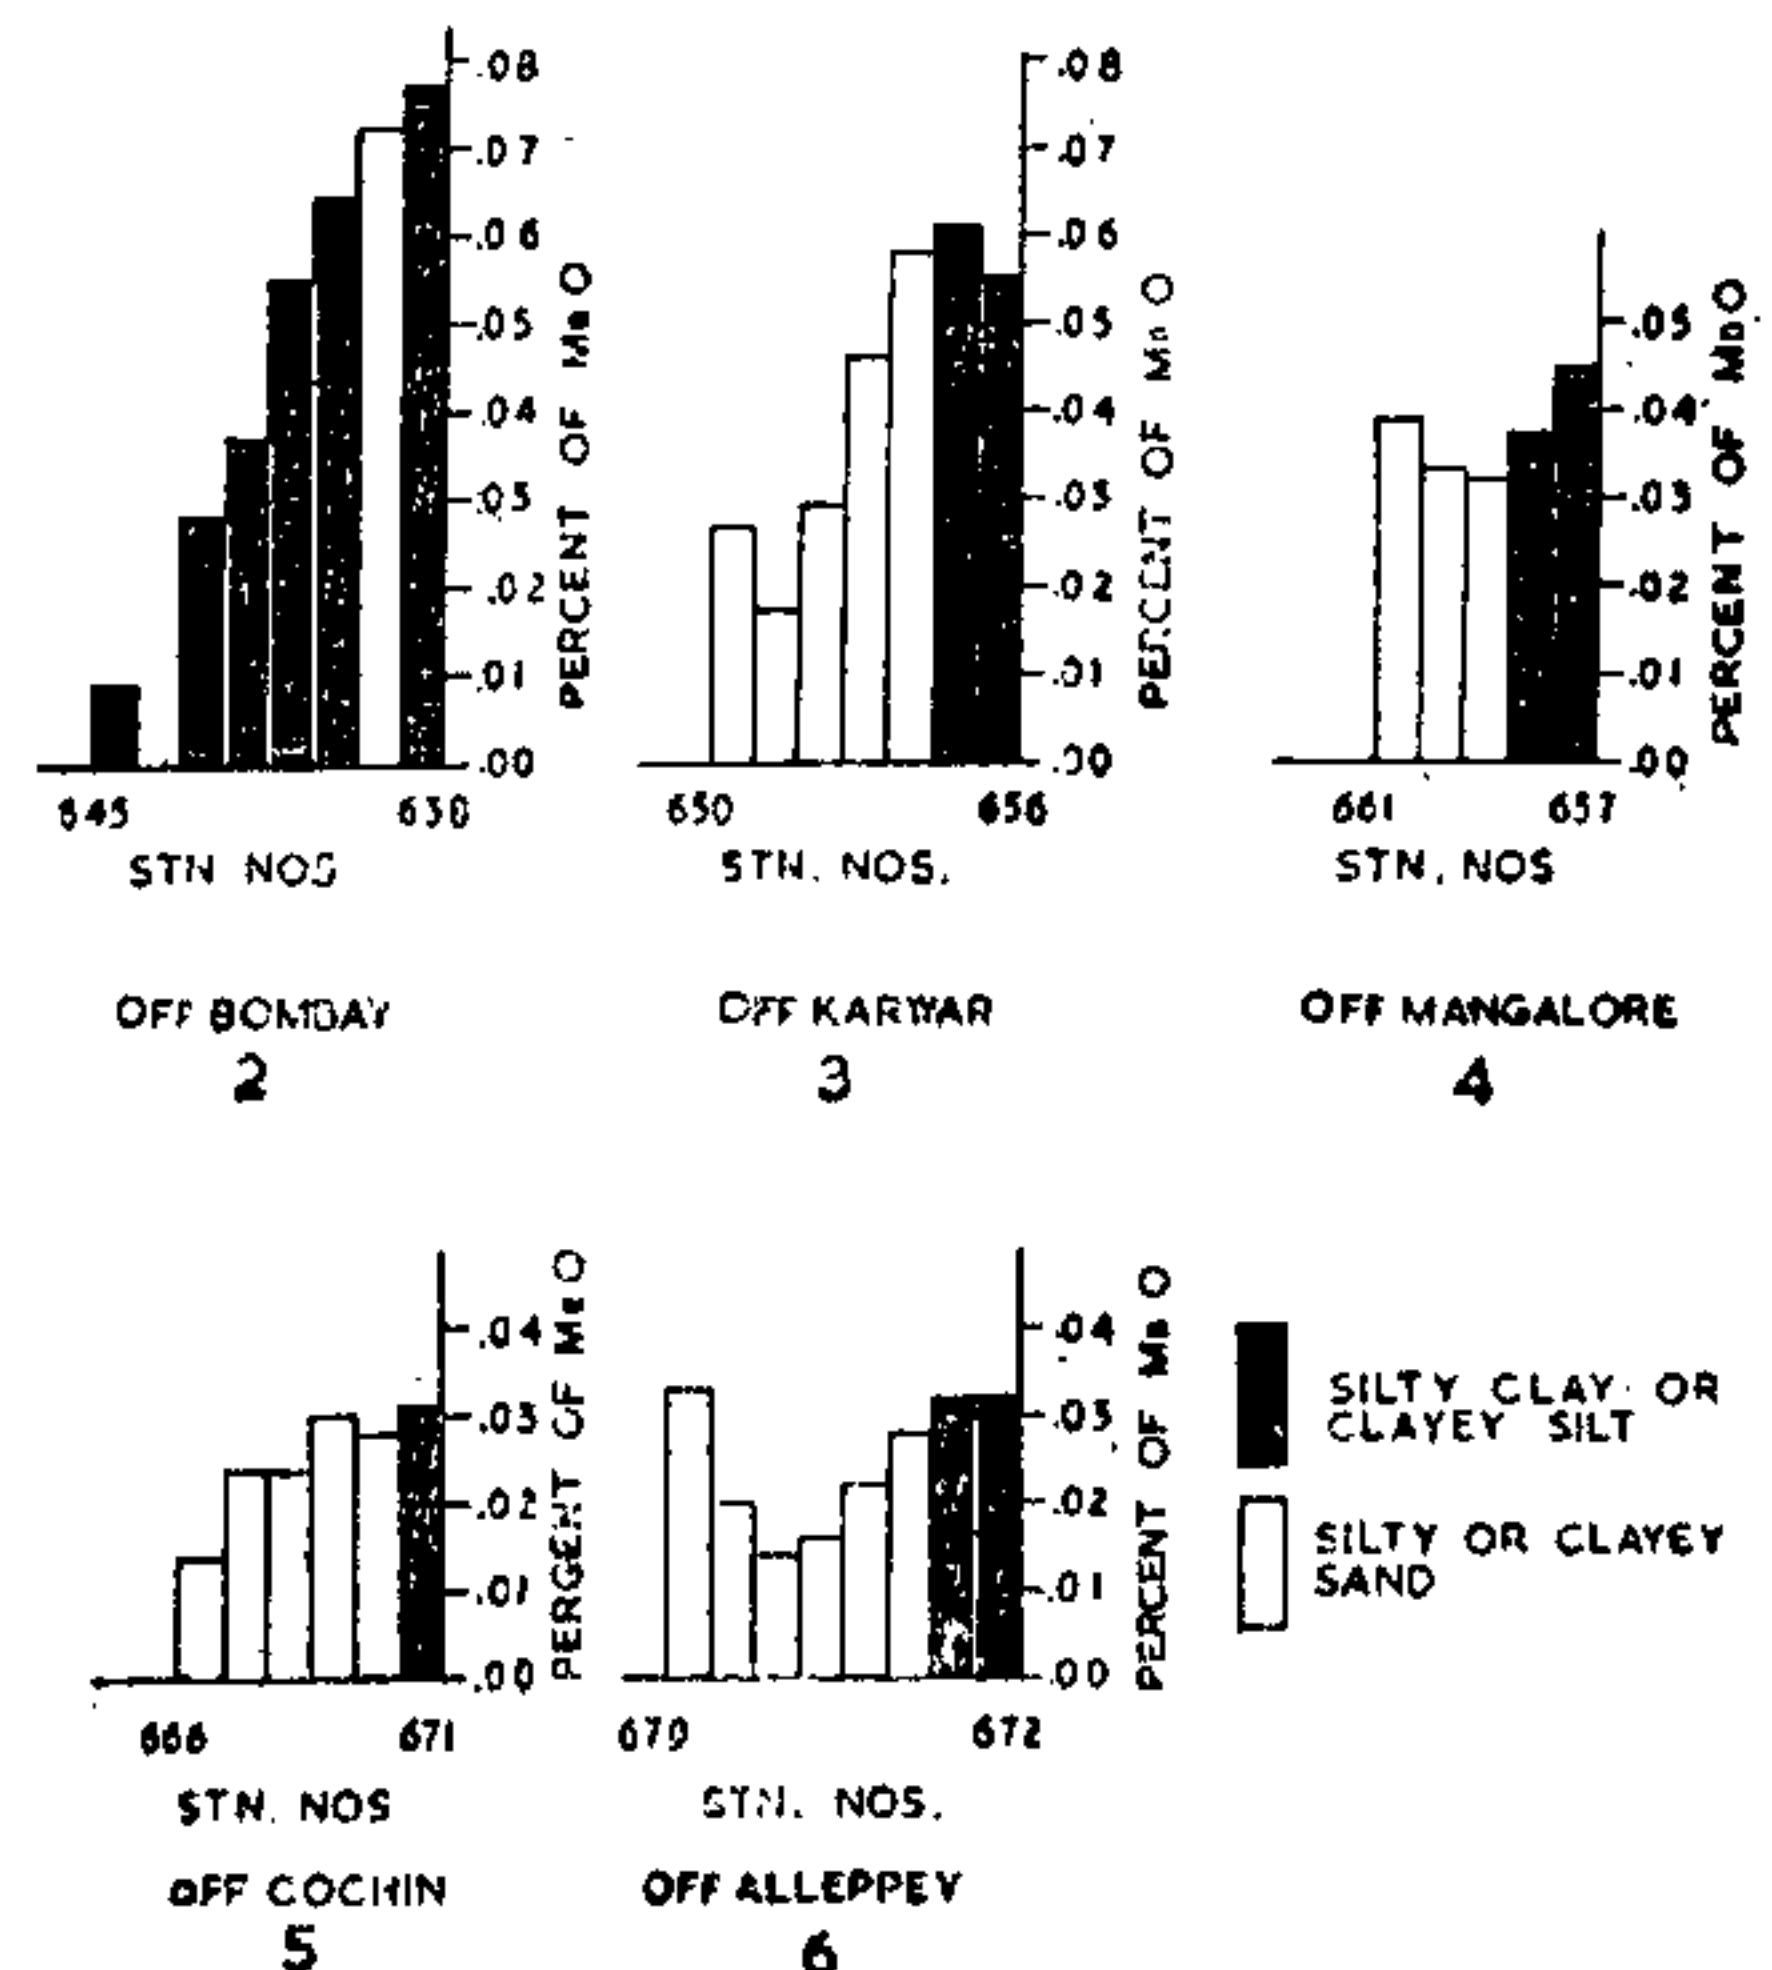 .08
.07
.06
.05
.04
.03
.02
.01
.00
PERCENT OF MnO
645
STN NOS
OFF BOMBAY
2
.08
.07
.06
.05
.04
.03
.02
.01
.00
PERCENT OF MnO
650 656
STN. NOS.
OFF KARWAR
3
.05
.04
.03
.02
.01
.00
PERCENT OF MnO
661 657
STN. NOS
OFF MANGALORE
4
.04
.03
.02
.01
.00
PERCENT OF MnO
666 671
STN. NOS
OFF COCHIN
5
.04
.03
.02
.01
.00
PERCENT OF MnO
679 672
STN. NOS.
OFF ALLEPPEY
6
SILTY CLAY OR
CLAYEY SILT
SILTY OR CLAYEY
SAND